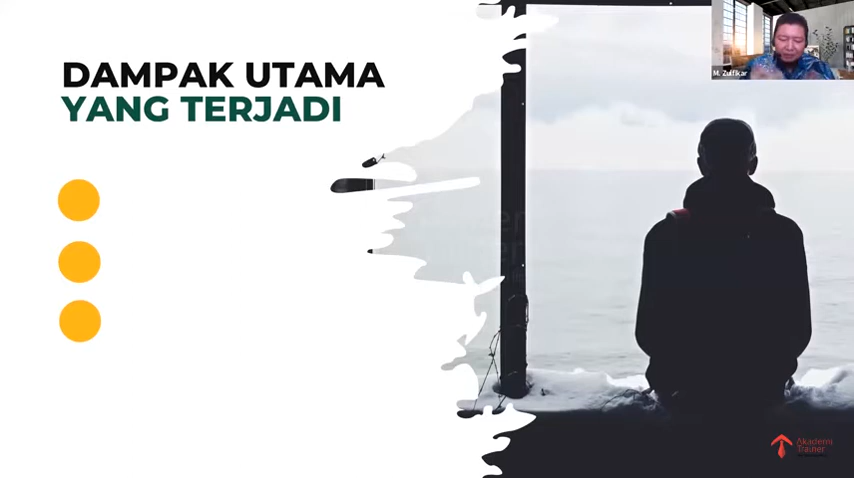 DAMPAK UTAMA
YANG TERJADI
M. Zulfikar
Akademi
Trainer